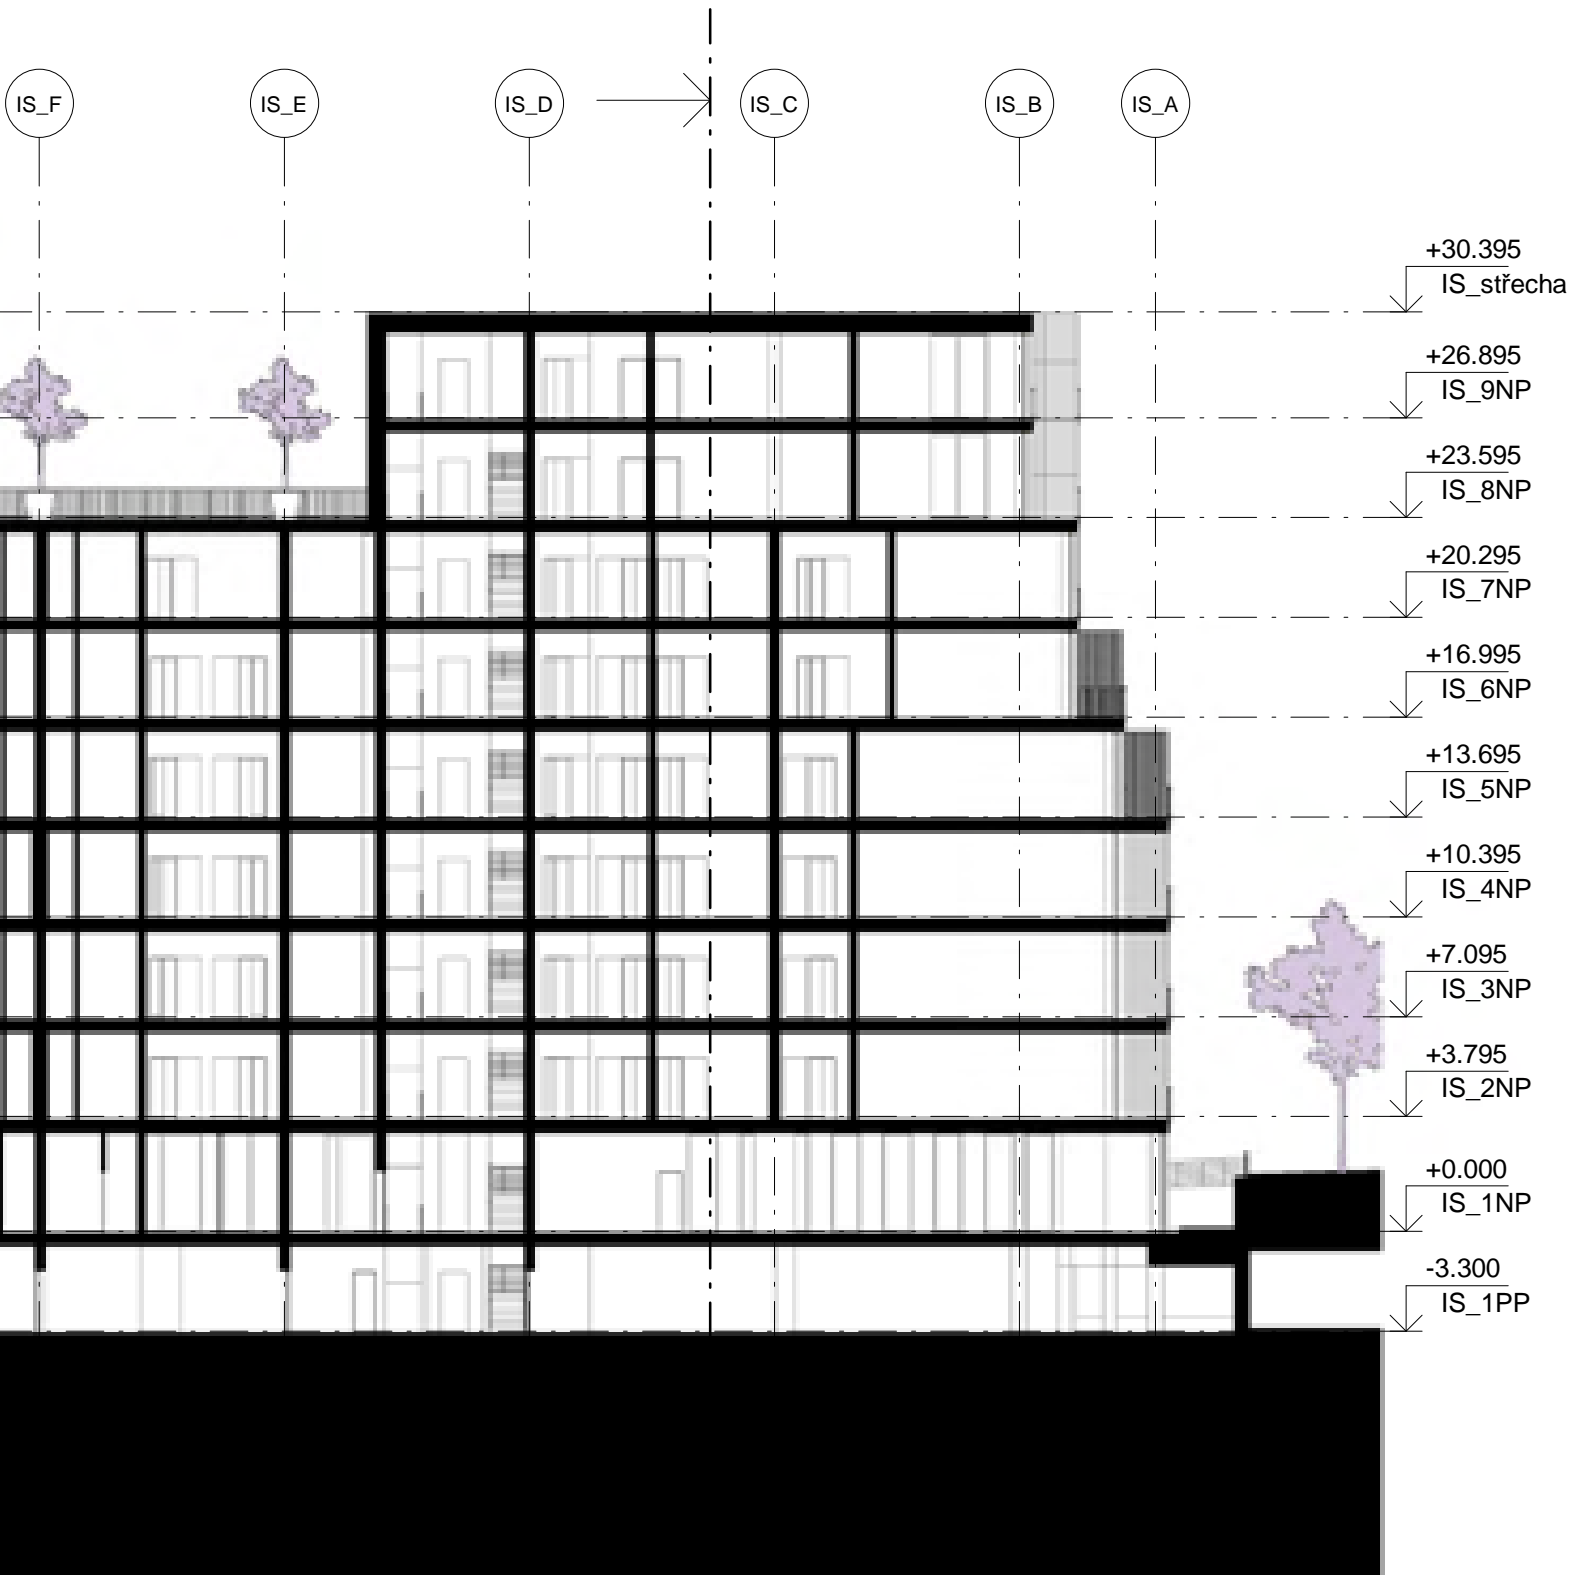 IS_F
IS_E
IS_D
IS_C
IS_B
IS_A
+30.395
IS_střecha
+26.895
IS_9NP
+23.595
IS_8NP
+20.295
IS_7NP
+16.995
IS_6NP
+13.695
IS_5NP
+10.395
IS_4NP
+7.095
IS_3NP
+3.795
IS_2NP
+0.000
IS_1NP
-3.300
IS_1PP